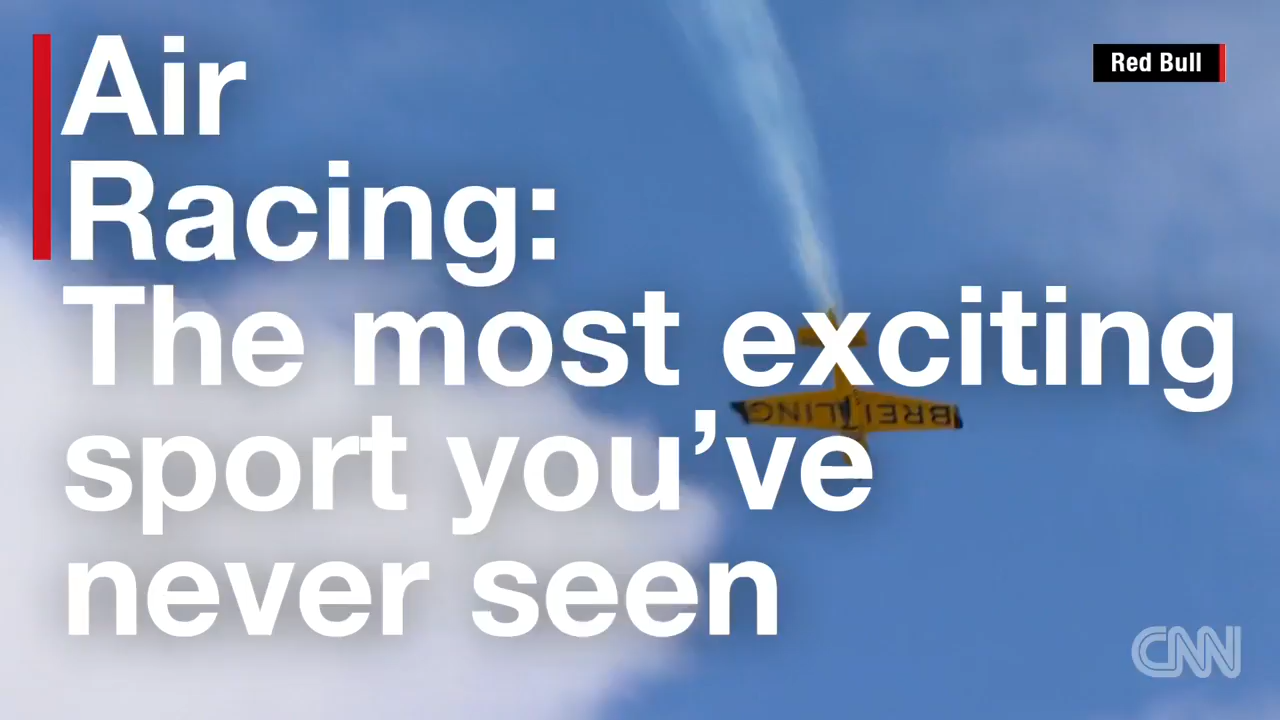 Air
Racing:
The most exciting
sport you’ve
never seen
Red Bull
BREITLING
CNN